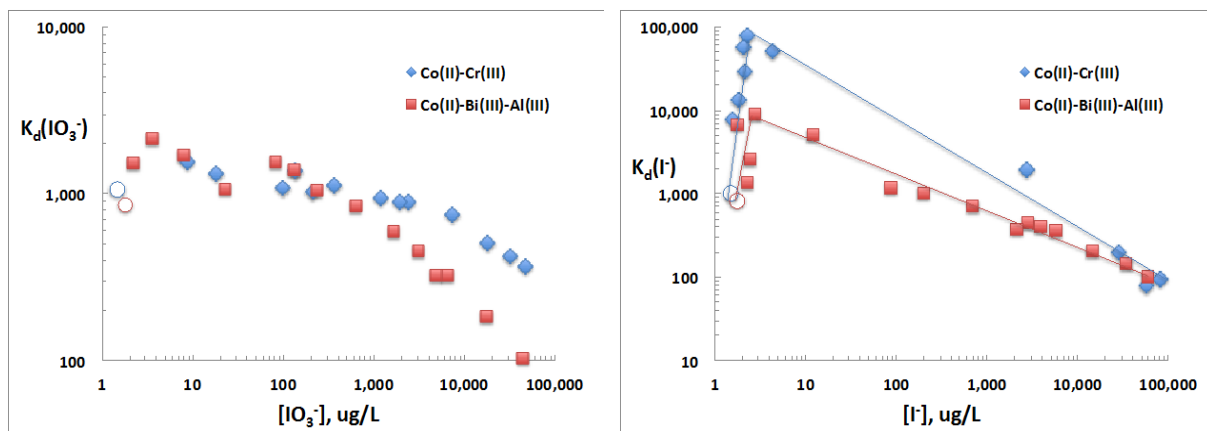 10,000
Co(II)-Cr(III)
Co(II)-Bi(III)-Al(III)
K_d(IO₃⁻)
1,000
100
1 10 100 1,000 10,000 100,000
[IO₃⁻], ug/L
100,000
Co(II)-Cr(III)
Co(II)-Bi(III)-Al(III)
10,000
K_d(I⁻)
1,000
100
10
1 10 100 1,000 10,000 100,000
[I⁻], ug/L